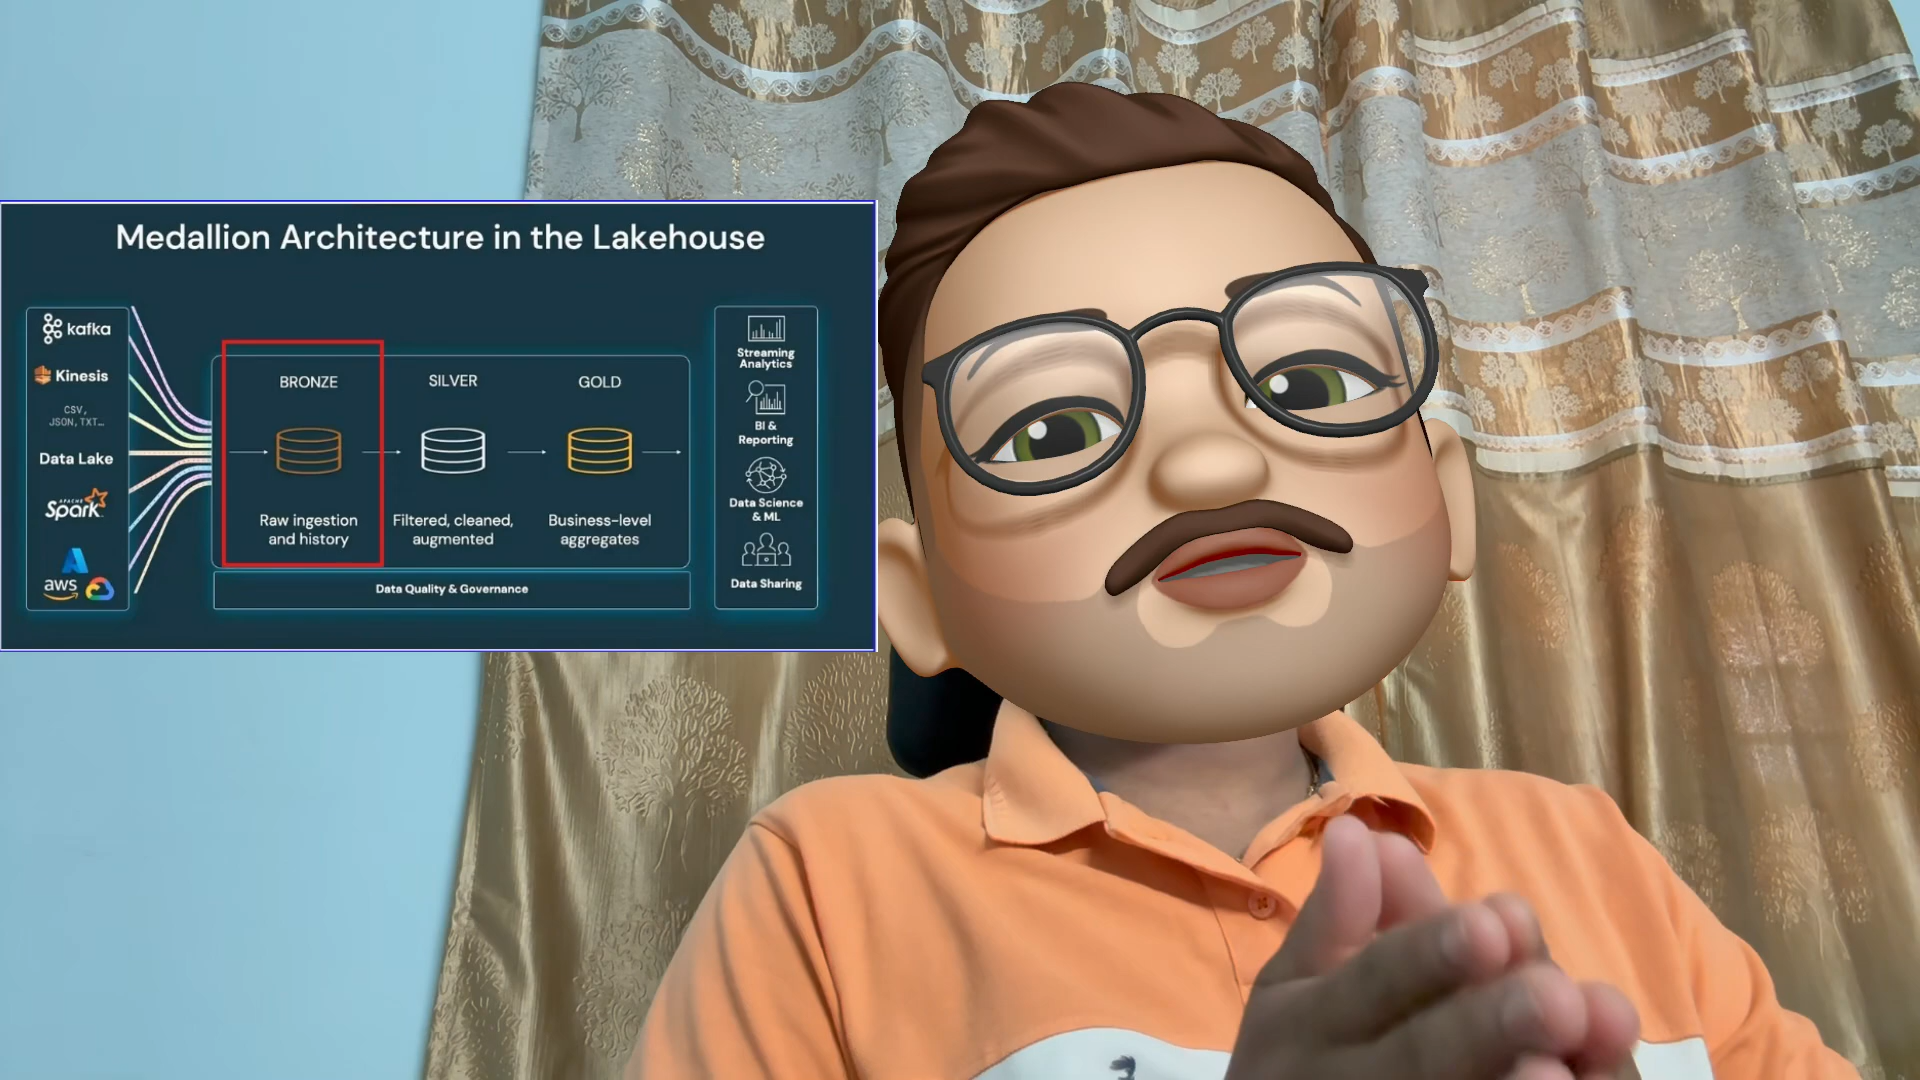 Medallion Architecture in the Lakehouse
kafka
Kinesis
CSV,
JSON, TXT...
Data Lake
APACHE
Spark
aws
BRONZE
Raw ingestion
and history
SILVER
Filtered, cleaned,
augmented
GOLD
Business-level
aggregates
Data Quality & Governance
Streaming
Analytics
BI &
Reporting
Data Science
& ML
Data Sharing